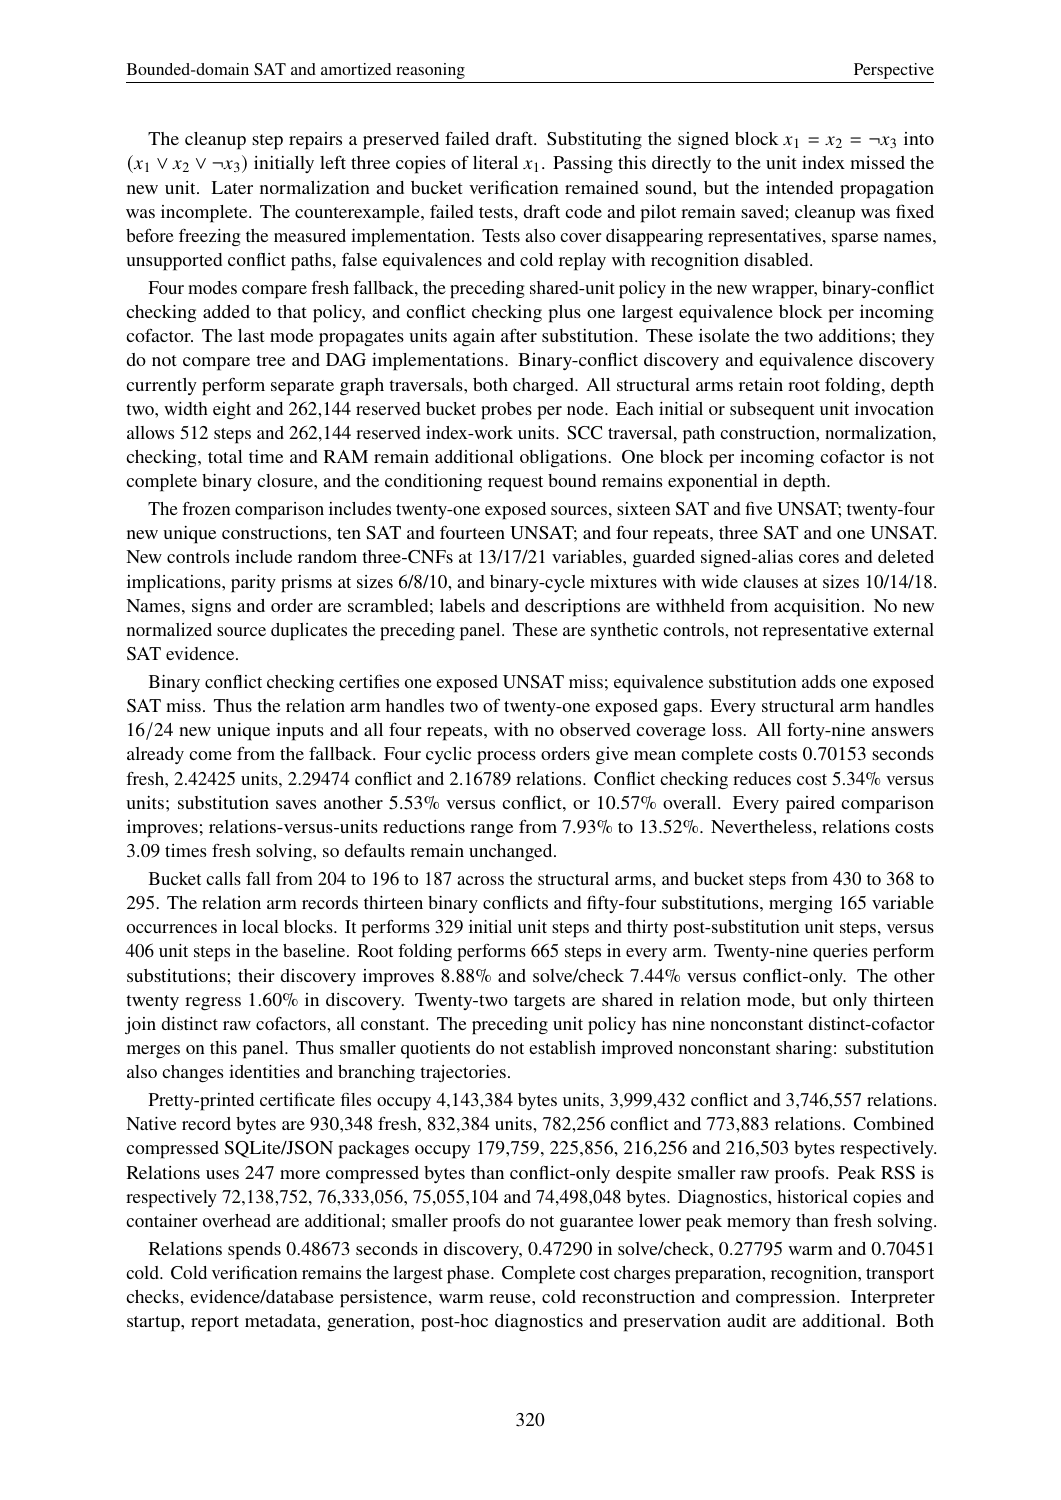 Bounded-domain SAT and amortized reasoning Perspective
The cleanup step repairs a preserved failed draft. Substituting the signed block x₁ = x₂ = ¬x₃ into
(x₁ ∨ x₂ ∨ ¬x₃) initially left three copies of literal x₁. Passing this directly to the unit index missed the
new unit. Later normalization and bucket verification remained sound, but the intended propagation
was incomplete. The counterexample, failed tests, draft code and pilot remain saved; cleanup was fixed
before freezing the measured implementation. Tests also cover disappearing representatives, sparse names,
unsupported conflict paths, false equivalences and cold replay with recognition disabled.
Four modes compare fresh fallback, the preceding shared-unit policy in the new wrapper, binary-conflict
checking added to that policy, and conflict checking plus one largest equivalence block per incoming
cofactor. The last mode propagates units again after substitution. These isolate the two additions; they
do not compare tree and DAG implementations. Binary-conflict discovery and equivalence discovery
currently perform separate graph traversals, both charged. All structural arms retain root folding, depth
two, width eight and 262,144 reserved bucket probes per node. Each initial or subsequent unit invocation
allows 512 steps and 262,144 reserved index-work units. SCC traversal, path construction, normalization,
checking, total time and RAM remain additional obligations. One block per incoming cofactor is not
complete binary closure, and the conditioning request bound remains exponential in depth.
The frozen comparison includes twenty-one exposed sources, sixteen SAT and five UNSAT; twenty-four
new unique constructions, ten SAT and fourteen UNSAT; and four repeats, three SAT and one UNSAT.
New controls include random three-CNFs at 13/17/21 variables, guarded signed-alias cores and deleted
implications, parity prisms at sizes 6/8/10, and binary-cycle mixtures with wide clauses at sizes 10/14/18.
Names, signs and order are scrambled; labels and descriptions are withheld from acquisition. No new
normalized source duplicates the preceding panel. These are synthetic controls, not representative external
SAT evidence.
Binary conflict checking certifies one exposed UNSAT miss; equivalence substitution adds one exposed
SAT miss. Thus the relation arm handles two of twenty-one exposed gaps. Every structural arm handles
16/24 new unique inputs and all four repeats, with no observed coverage loss. All forty-nine answers
already come from the fallback. Four cyclic process orders give mean complete costs 0.70153 seconds
fresh, 2.42425 units, 2.29474 conflict and 2.16789 relations. Conflict checking reduces cost 5.34% versus
units; substitution saves another 5.53% versus conflict, or 10.57% overall. Every paired comparison
improves; relations-versus-units reductions range from 7.93% to 13.52%. Nevertheless, relations costs
3.09 times fresh solving, so defaults remain unchanged.
Bucket calls fall from 204 to 196 to 187 across the structural arms, and bucket steps from 430 to 368 to
295. The relation arm records thirteen binary conflicts and fifty-four substitutions, merging 165 variable
occurrences in local blocks. It performs 329 initial unit steps and thirty post-substitution unit steps, versus
406 unit steps in the baseline. Root folding performs 665 steps in every arm. Twenty-nine queries perform
substitutions; their discovery improves 8.88% and solve/check 7.44% versus conflict-only. The other
twenty regress 1.60% in discovery. Twenty-two targets are shared in relation mode, but only thirteen
join distinct raw cofactors, all constant. The preceding unit policy has nine nonconstant distinct-cofactor
merges on this panel. Thus smaller quotients do not establish improved nonconstant sharing: substitution
also changes identities and branching trajectories.
Pretty-printed certificate files occupy 4,143,384 bytes units, 3,999,432 conflict and 3,746,557 relations.
Native record bytes are 930,348 fresh, 832,384 units, 782,256 conflict and 773,883 relations. Combined
compressed SQLite/JSON packages occupy 179,759, 225,856, 216,256 and 216,503 bytes respectively.
Relations uses 247 more compressed bytes than conflict-only despite smaller raw proofs. Peak RSS is
respectively 72,138,752, 76,333,056, 75,055,104 and 74,498,048 bytes. Diagnostics, historical copies and
container overhead are additional; smaller proofs do not guarantee lower peak memory than fresh solving.
Relations spends 0.48673 seconds in discovery, 0.47290 in solve/check, 0.27795 warm and 0.70451
cold. Cold verification remains the largest phase. Complete cost charges preparation, recognition, transport
checks, evidence/database persistence, warm reuse, cold reconstruction and compression. Interpreter
startup, report metadata, generation, post-hoc diagnostics and preservation audit are additional. Both
320